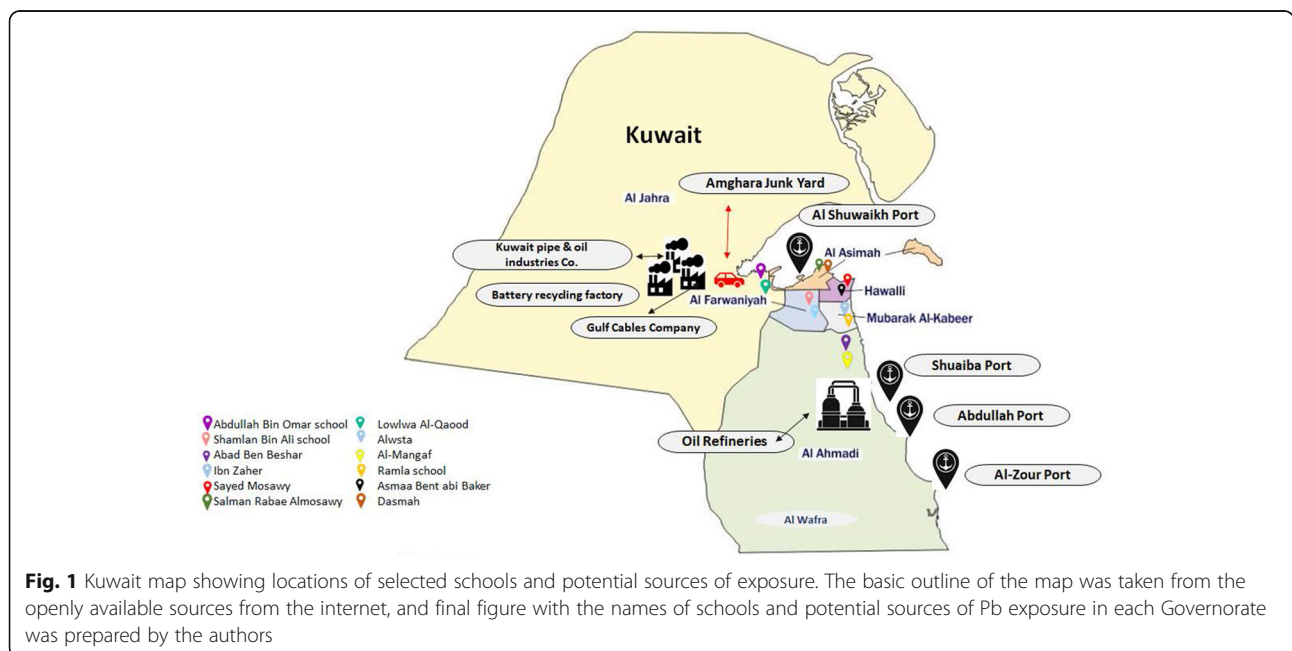 Kuwait
Amghara Junk Yard
Al Jahra
Al Shuwaikh Port
Kuwait pipe & oil
industries Co.
Al Asimah
Battery recycling factory
Al Farwaniyah
Hawalli
Gulf Cables Company
Mubarak Al-Kabeer
Shuaiba Port
Abdullah Port
Oil Refineries
Al Ahmadi
Al-Zour Port
Al Wafra
Abdullah Bin Omar school
Shamlan Bin Ali school
Abad Ben Beshar
Ibn Zaher
Sayed Mosawy
Salman Rabae Almosawy
Lowlwa Al-Qaood
Alwsta
Al-Mangaf
Ramla school
Asmaa Bent abi Baker
Dasmah
Fig. 1 Kuwait map showing locations of selected schools and potential sources of exposure. The basic outline of the map was taken from the
openly available sources from the internet, and final figure with the names of schools and potential sources of Pb exposure in each Governorate
was prepared by the authors